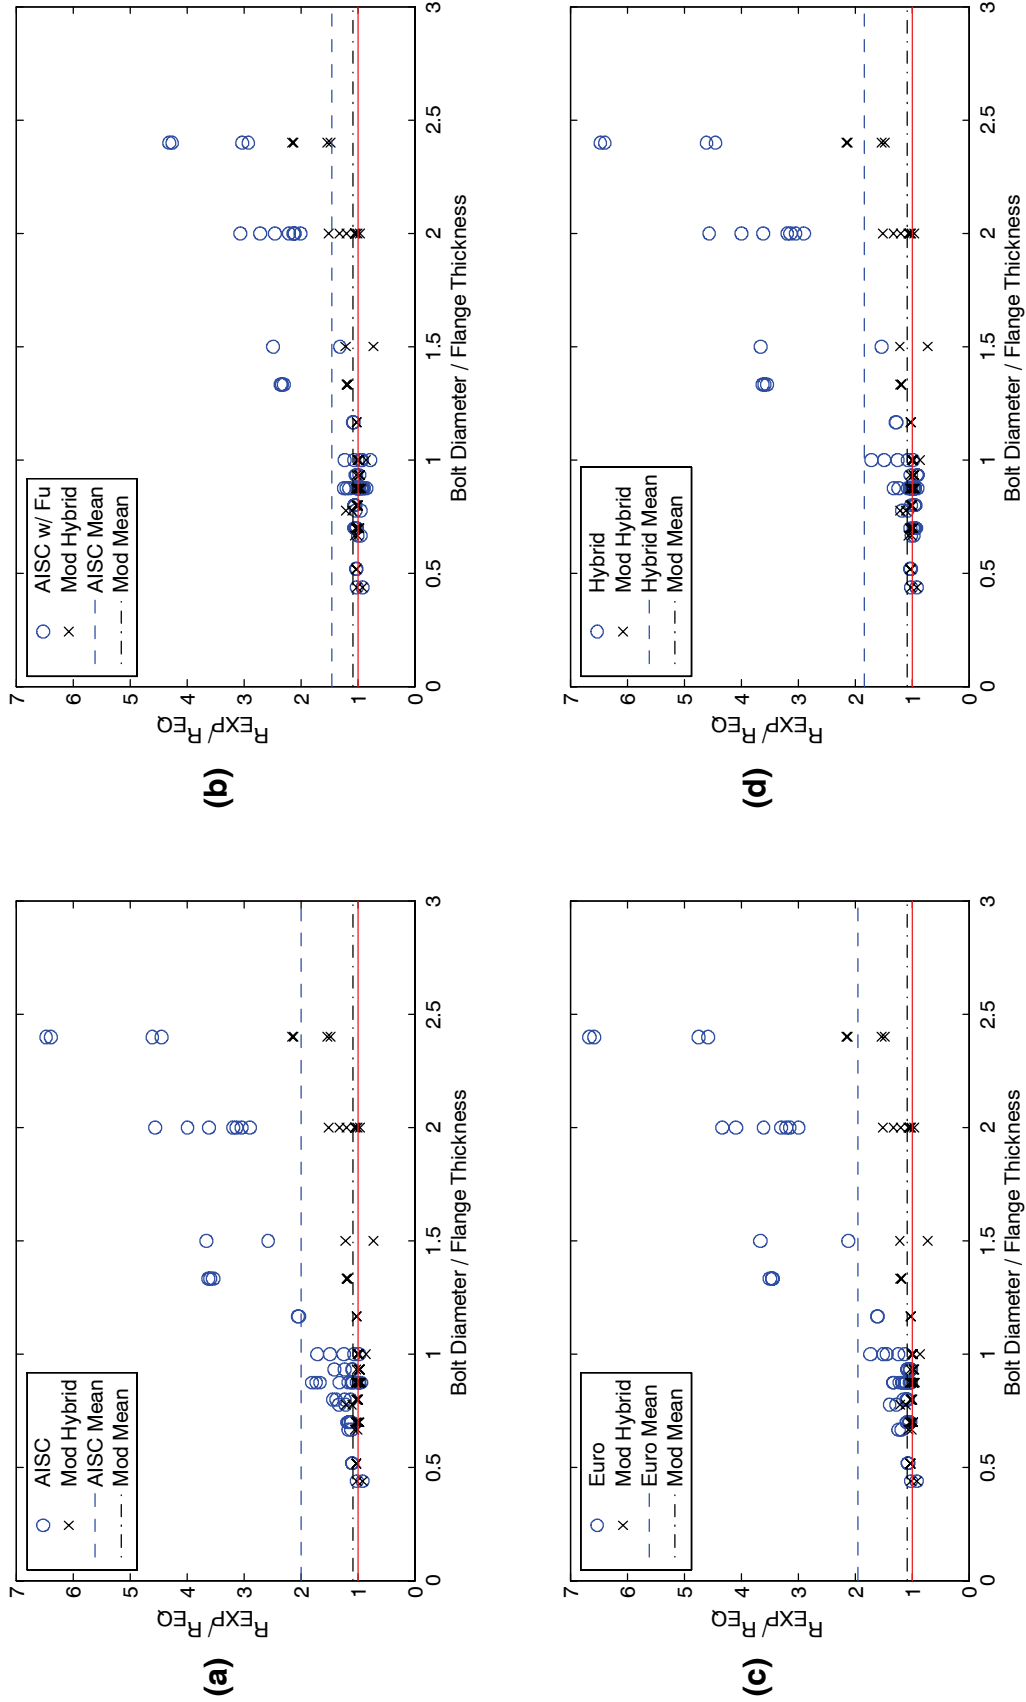 (a)
R_EXP/R_EQ
7
6
5
4
3
2
1
0
AISC
Mod Hybrid
AISC Mean
Mod Mean
0 0.5 1 1.5 2 2.5 3
Bolt Diameter / Flange Thickness
(b)
R_EXP/R_EQ
7
6
5
4
3
2
1
0
AISC w/ Fu
Mod Hybrid
AISC Mean
Mod Mean
0 0.5 1 1.5 2 2.5 3
Bolt Diameter / Flange Thickness
(c)
R_EXP/R_EQ
7
6
5
4
3
2
1
0
Euro
Mod Hybrid
Euro Mean
Mod Mean
0 0.5 1 1.5 2 2.5 3
Bolt Diameter / Flange Thickness
(d)
R_EXP/R_EQ
7
6
5
4
3
2
1
0
Hybrid
Mod Hybrid
Hybrid Mean
Mod Mean
0 0.5 1 1.5 2 2.5 3
Bolt Diameter / Flange Thickness